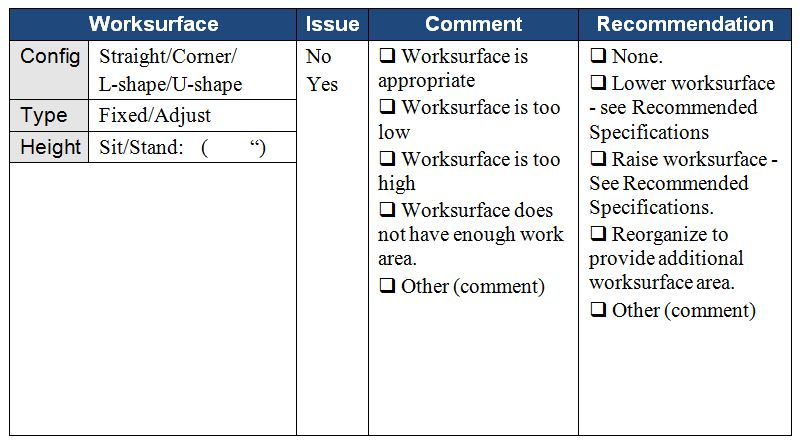 Worksurface Issue Comment Recommendation
Config Straight/Corner/
L-shape/U-shape
Type Fixed/Adjust
Height Sit/Stand: ( “)
No
Yes
❑ Worksurface is
appropriate
❑ Worksurface is too
low
❑ Worksurface is too
high
❑ Worksurface does
not have enough work
area.
❑ Other (comment)
❑ None.
❑ Lower worksurface
- see Recommended
Specifications
❑ Raise worksurface -
See Recommended
Specifications.
❑ Reorganize to
provide additional
worksurface area.
❑ Other (comment)